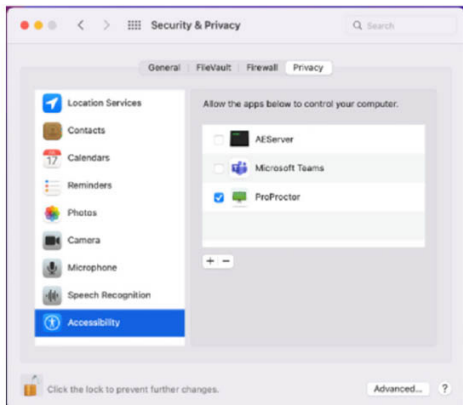 Security & Privacy
Search
General
FileVault
Firewall
Privacy
Location Services
Contacts
17
Calendars
Reminders
Photos
Camera
Microphone
Speech Recognition
Accessibility
Allow the apps below to control your computer.
AEServer
Microsoft Teams
ProProctor
+ −
Click the lock to prevent further changes.
Advanced...
?